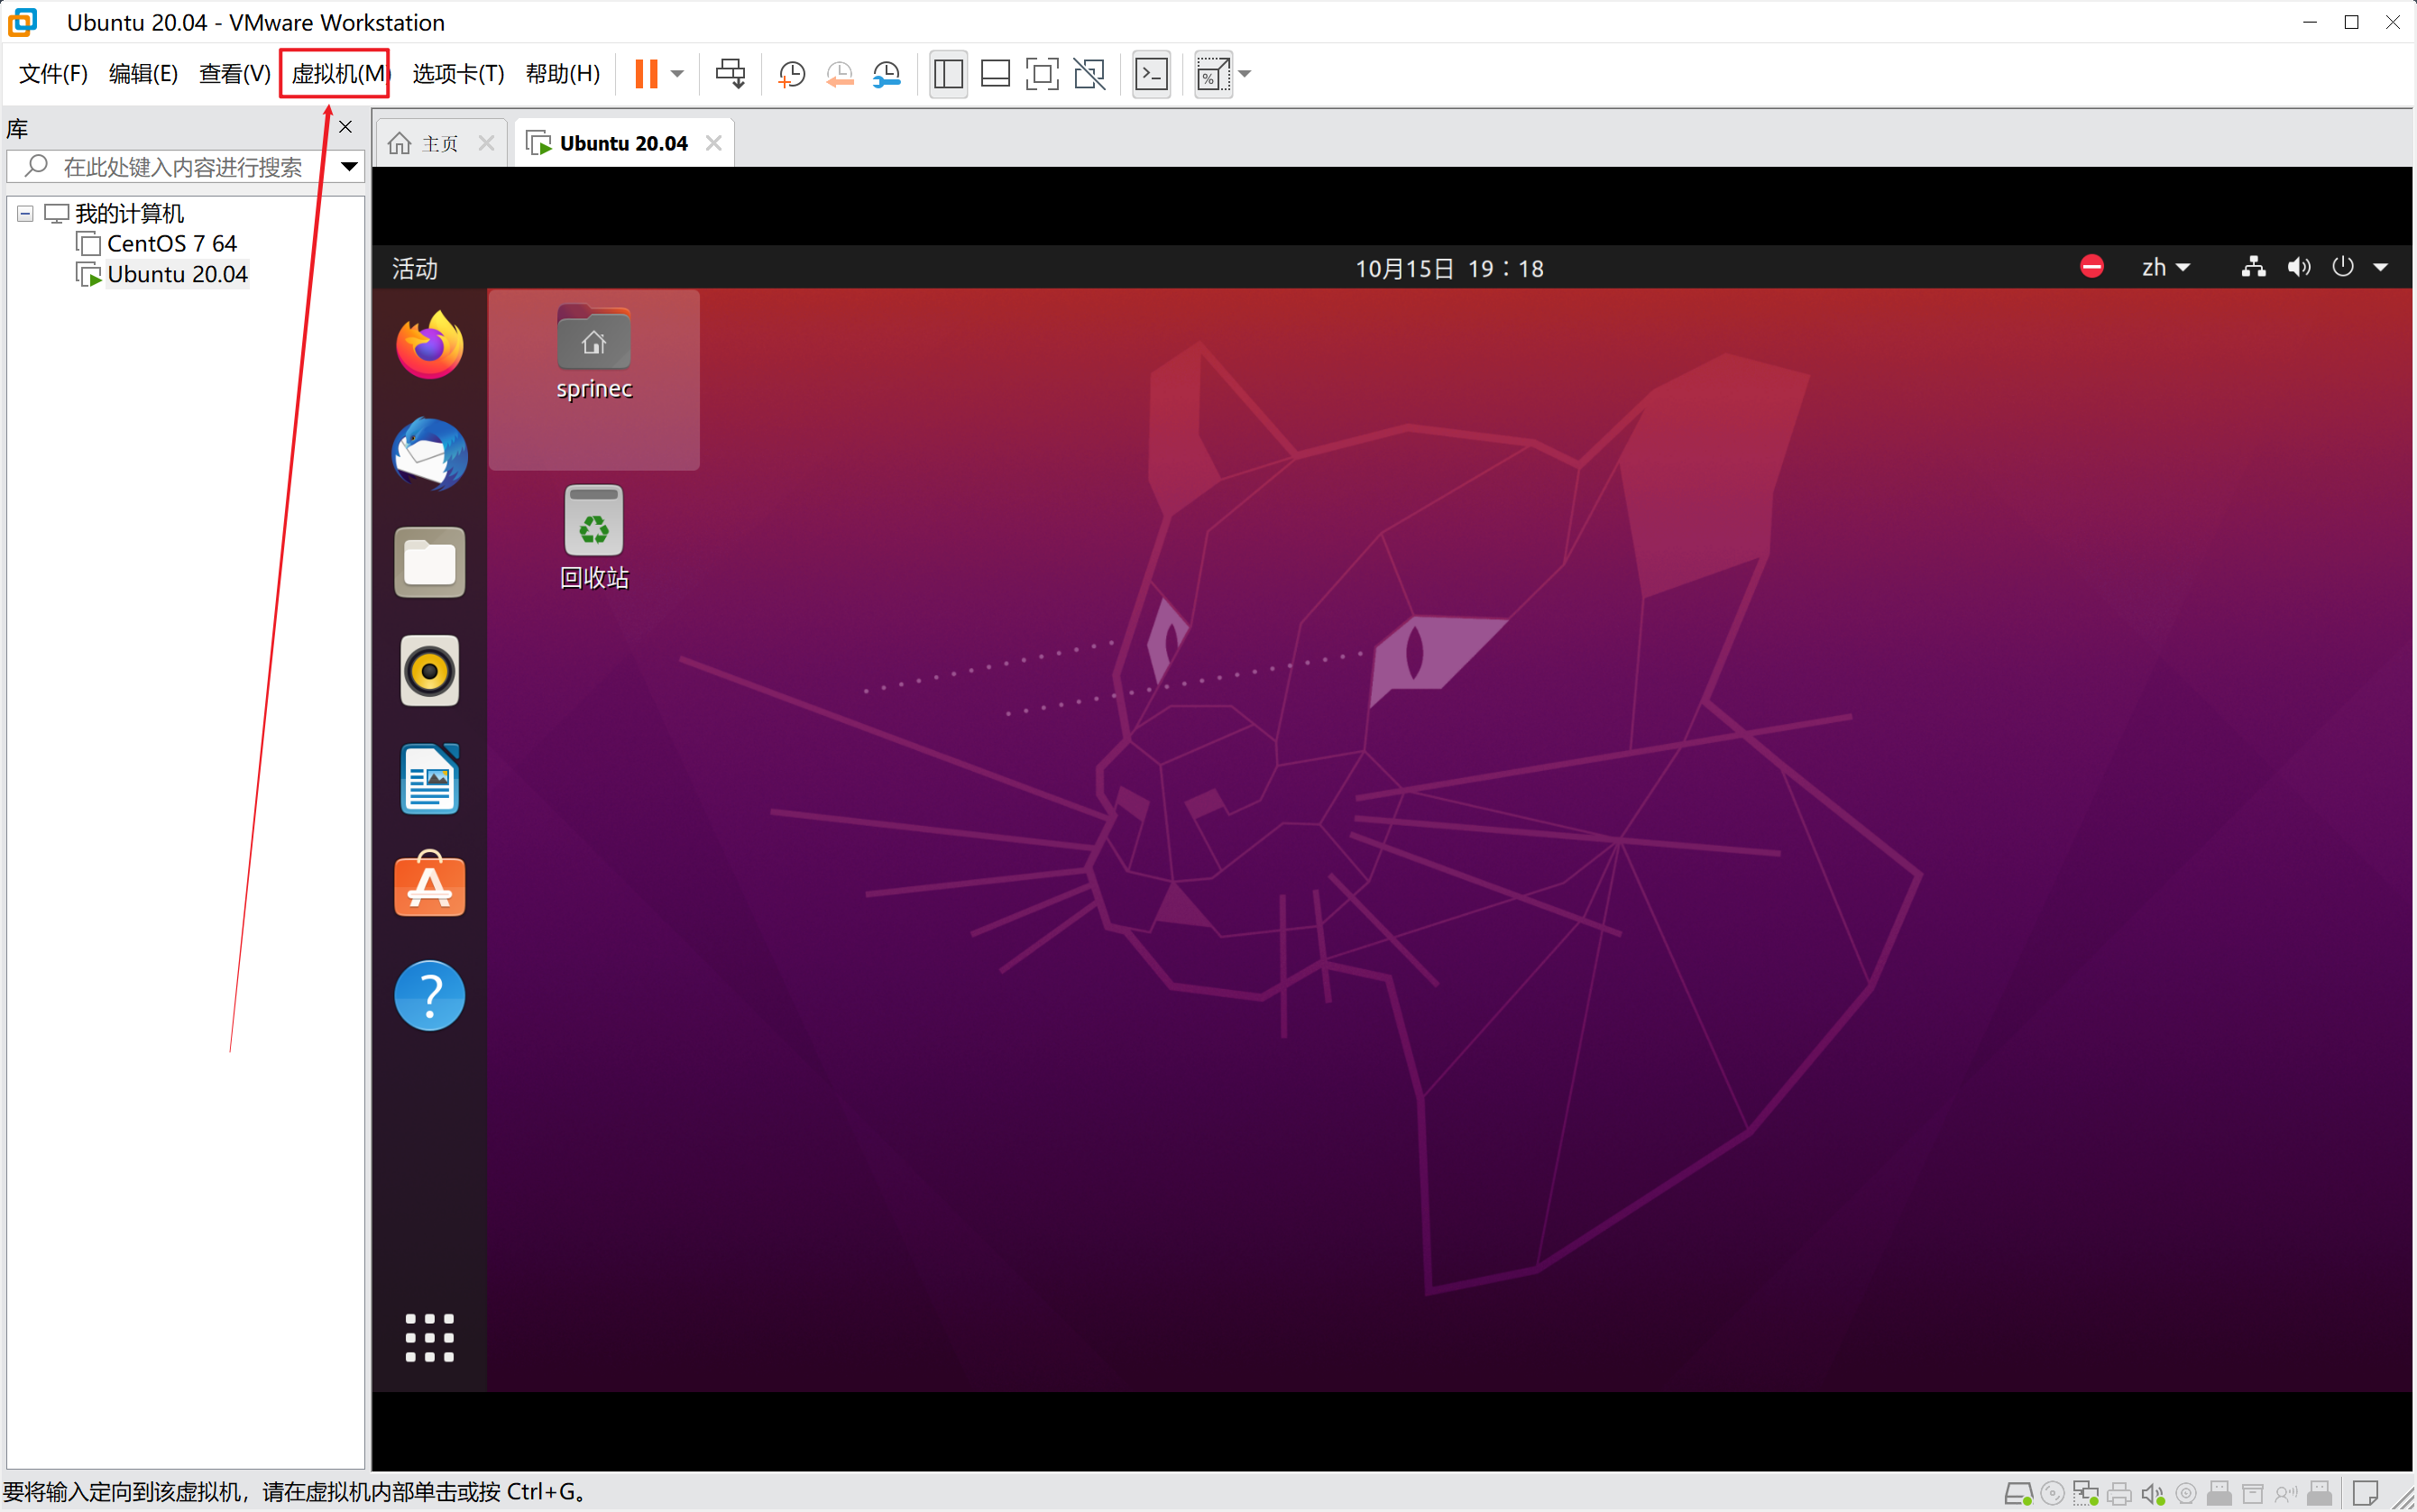 Ubuntu 20.04 - VMware Workstation
文件(F) 编辑(E) 查看(V) 虚拟机(M) 选项卡(T) 帮助(H)
库
主页 Ubuntu 20.04
在此处键入内容进行搜索
我的计算机
CentOS 7 64
Ubuntu 20.04
活动 10月15日 19：18 zh
sprinec
回收站
要将输入定向到该虚拟机，请在虚拟机内部单击或按 Ctrl+G。